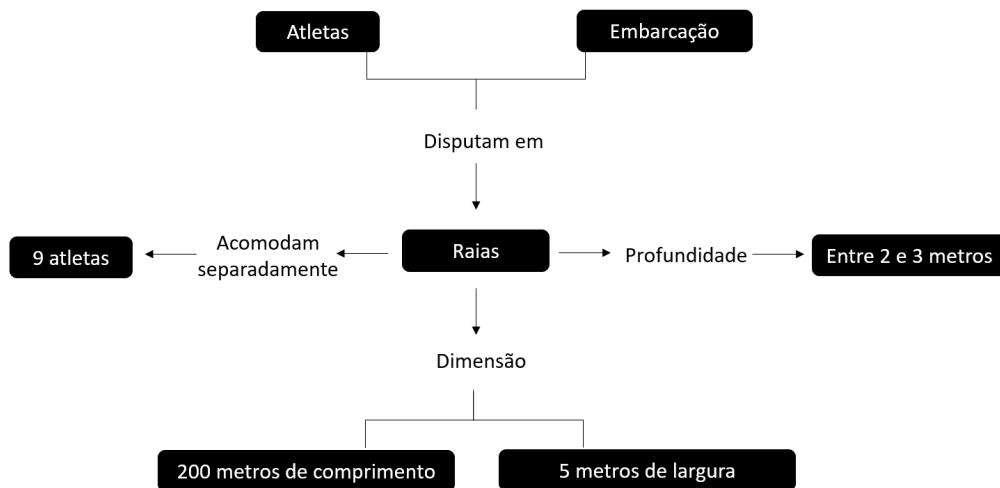 Atletas
Embarcação
Disputam em
9 atletas
Acomodam
separadamente
Raias
Profundidade
Entre 2 e 3 metros
Dimensão
200 metros de comprimento
5 metros de largura